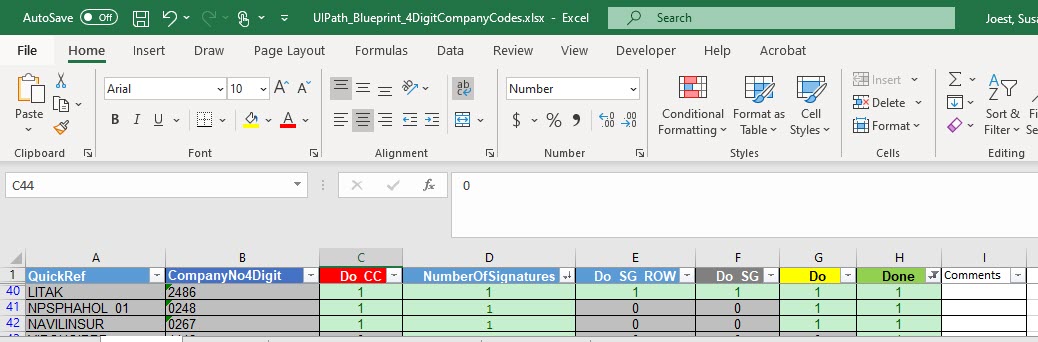 AutoSave Off UIPath_Blueprint_4DigitCompanyCodes.xlsx - Excel Search Joest, Susa
File Home Insert Draw Page Layout Formulas Data Review View Developer Help Acrobat
Paste Arial 10 A^ A˅ ab Number Conditional Formatting Format as Table Cell Styles Insert Delete Format Sort & Filter
B I U A $ % 9 .00
Clipboard Font Alignment Number Styles Cells Editing
C44 fx 0
A B C D E F G H I
1 QuickRef CompanyNo4Digit Do_CC NumberOfSignatures Do_SG_ROW Do_SG Do Done Comments
40 LITAK 2486 1 1 1 1 1 1
41 NPSPHAHOL_01 0248 1 1 0 0 1 1
42 NAVILINSUR 0267 1 1 0 0 1 1